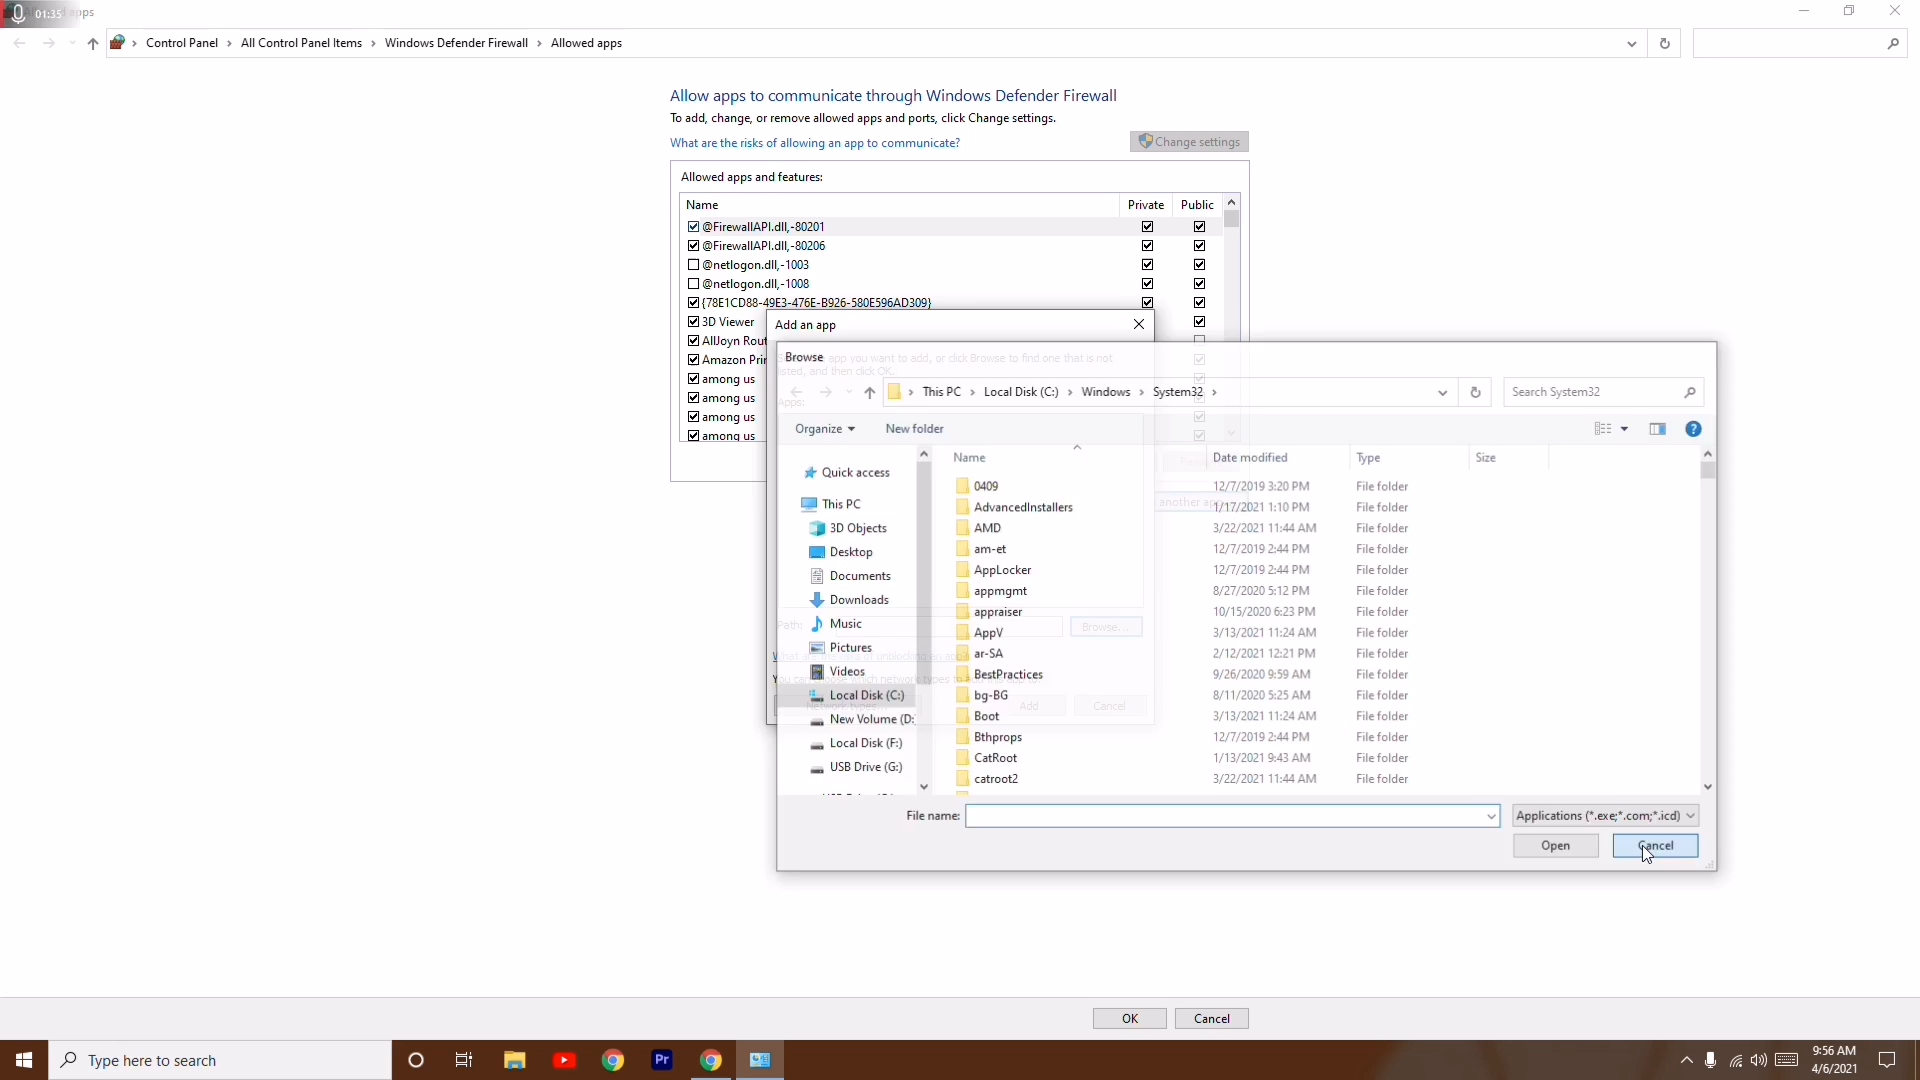 01:35
apps
Control Panel
All Control Panel Items
Windows Defender Firewall
Allowed apps
Allow apps to communicate through Windows Defender Firewall
To add, change, or remove allowed apps and ports, click Change settings.
What are the risks of allowing an app to communicate?
Change settings
Allowed apps and features:
Name Private Public
@FirewallAPI.dll,-80201
@FirewallAPI.dll,-80206
@netlogon.dll,-1003
@netlogon.dll,-1008
{78E1CD88-49E3-476E-B926-580E596AD309}
3D Viewer
AllJoyn Rout
Amazon Prin
among us
among us
among us
among us
Add an app
app you want to add, or click Browse to find one that is not
listed, and then click OK.
Apps:
another app
Path:
Browse...
Add
Cancel
Browse
This PC
Local Disk (C:)
Windows
System32
Search System32
Organize
New folder
Quick access
This PC
3D Objects
Desktop
Documents
Downloads
Music
Pictures
Videos
Local Disk (C:)
New Volume (D:
Local Disk (F:)
USB Drive (G:)
Name Date modified Type Size
0409 12/7/2019 3:20 PM File folder
AdvancedInstallers 1/17/2021 1:10 PM File folder
AMD 3/22/2021 11:44 AM File folder
am-et 12/7/2019 2:44 PM File folder
AppLocker 12/7/2019 2:44 PM File folder
appmgmt 8/27/2020 5:12 PM File folder
appraiser 10/15/2020 6:23 PM File folder
AppV 3/13/2021 11:24 AM File folder
ar-SA 2/12/2021 12:21 PM File folder
BestPractices 9/26/2020 9:59 AM File folder
bg-BG 8/11/2020 5:25 AM File folder
Boot 3/13/2021 11:24 AM File folder
Bthprops 12/7/2019 2:44 PM File folder
CatRoot 1/13/2021 9:43 AM File folder
catroot2 3/22/2021 11:44 AM File folder
File name:
Applications (*.exe;*.com;*.icd)
Open
Cancel
OK
Cancel
Type here to search
Pr
9:56 AM
4/6/2021